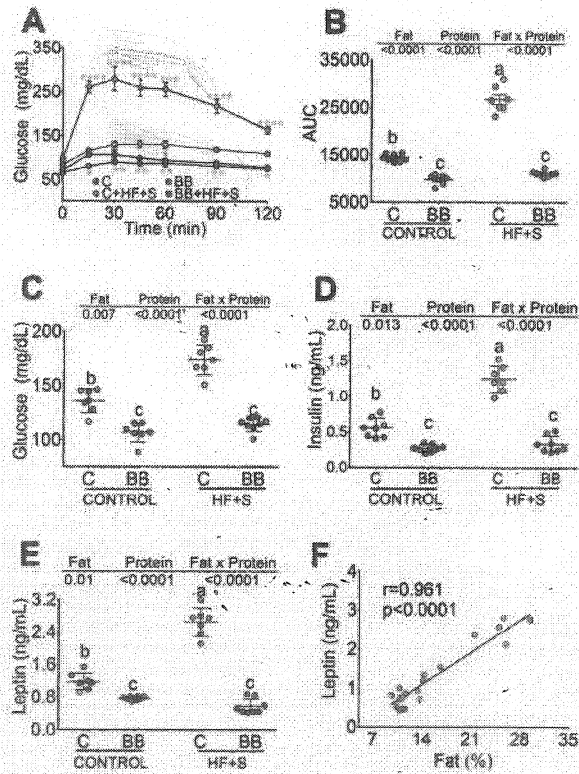 A
Glucose (mg/dL)
350
250
150
50
C BB
C+HF+S BB+HF+S
0 30 60 90 120
Time (min)
B
Fat Protein Fat x Protein
<0.0001 <0.0001 <0.0001
AUC
35000
25000
15000
5000
b c a c
C BB C BB
CONTROL HF+S
C
Fat Protein Fat x Protein
0.007 <0.0001 <0.0001
Glucose (mg/dL)
200
150
100
b c a c
C BB C BB
CONTROL HF+S
D
Fat Protein Fat x Protein
0.013 <0.0001 <0.0001
Insulin (ng/mL)
2.0
1.5
1.0
0.5
0.0
b c a c
C BB C BB
CONTROL HF+S
E
Fat Protein Fat x Protein
0.01 <0.0001 <0.0001
Leptin (ng/mL)
3.2
2.4
1.6
0.8
0.0
b c a c
C BB C BB
CONTROL HF+S
F
r=0.961
p<0.0001
Leptin (ng/mL)
4
3
2
1
0
7 14 21 28 35
Fat (%)